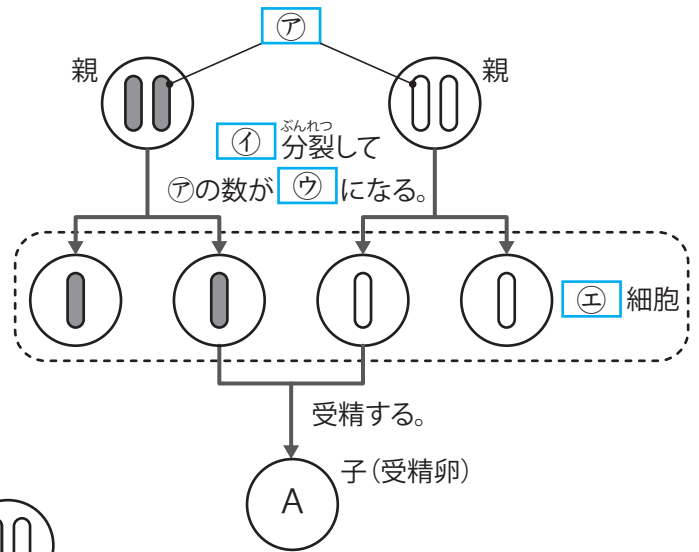 ㋐
親
親
㋑分裂して
ぶんれつ
㋐の数が㋒になる。
㋓細胞
受精する。
子(受精卵)
A